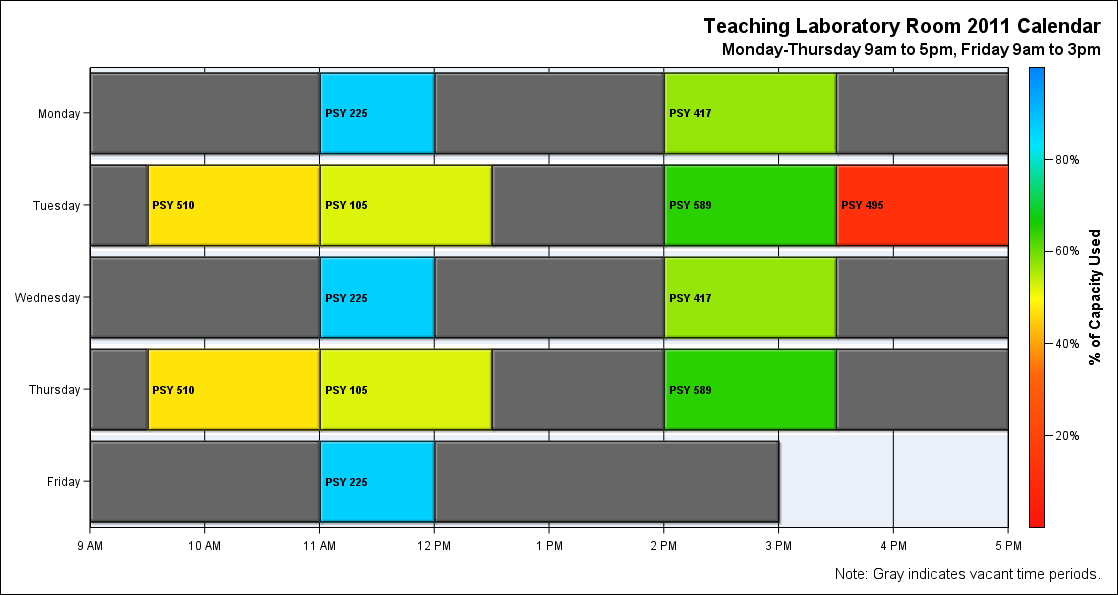 Teaching Laboratory Room 2011 Calendar
Monday-Thursday 9am to 5pm, Friday 9am to 3pm
Monday
PSY 225
PSY 417
Tuesday
PSY 510
PSY 105
PSY 589
PSY 495
Wednesday
PSY 225
PSY 417
Thursday
PSY 510
PSY 105
PSY 589
Friday
PSY 225
9 AM
10 AM
11 AM
12 PM
1 PM
2 PM
3 PM
4 PM
5 PM
80%
60%
40%
20%
% of Capacity Used
Note: Gray indicates vacant time periods.